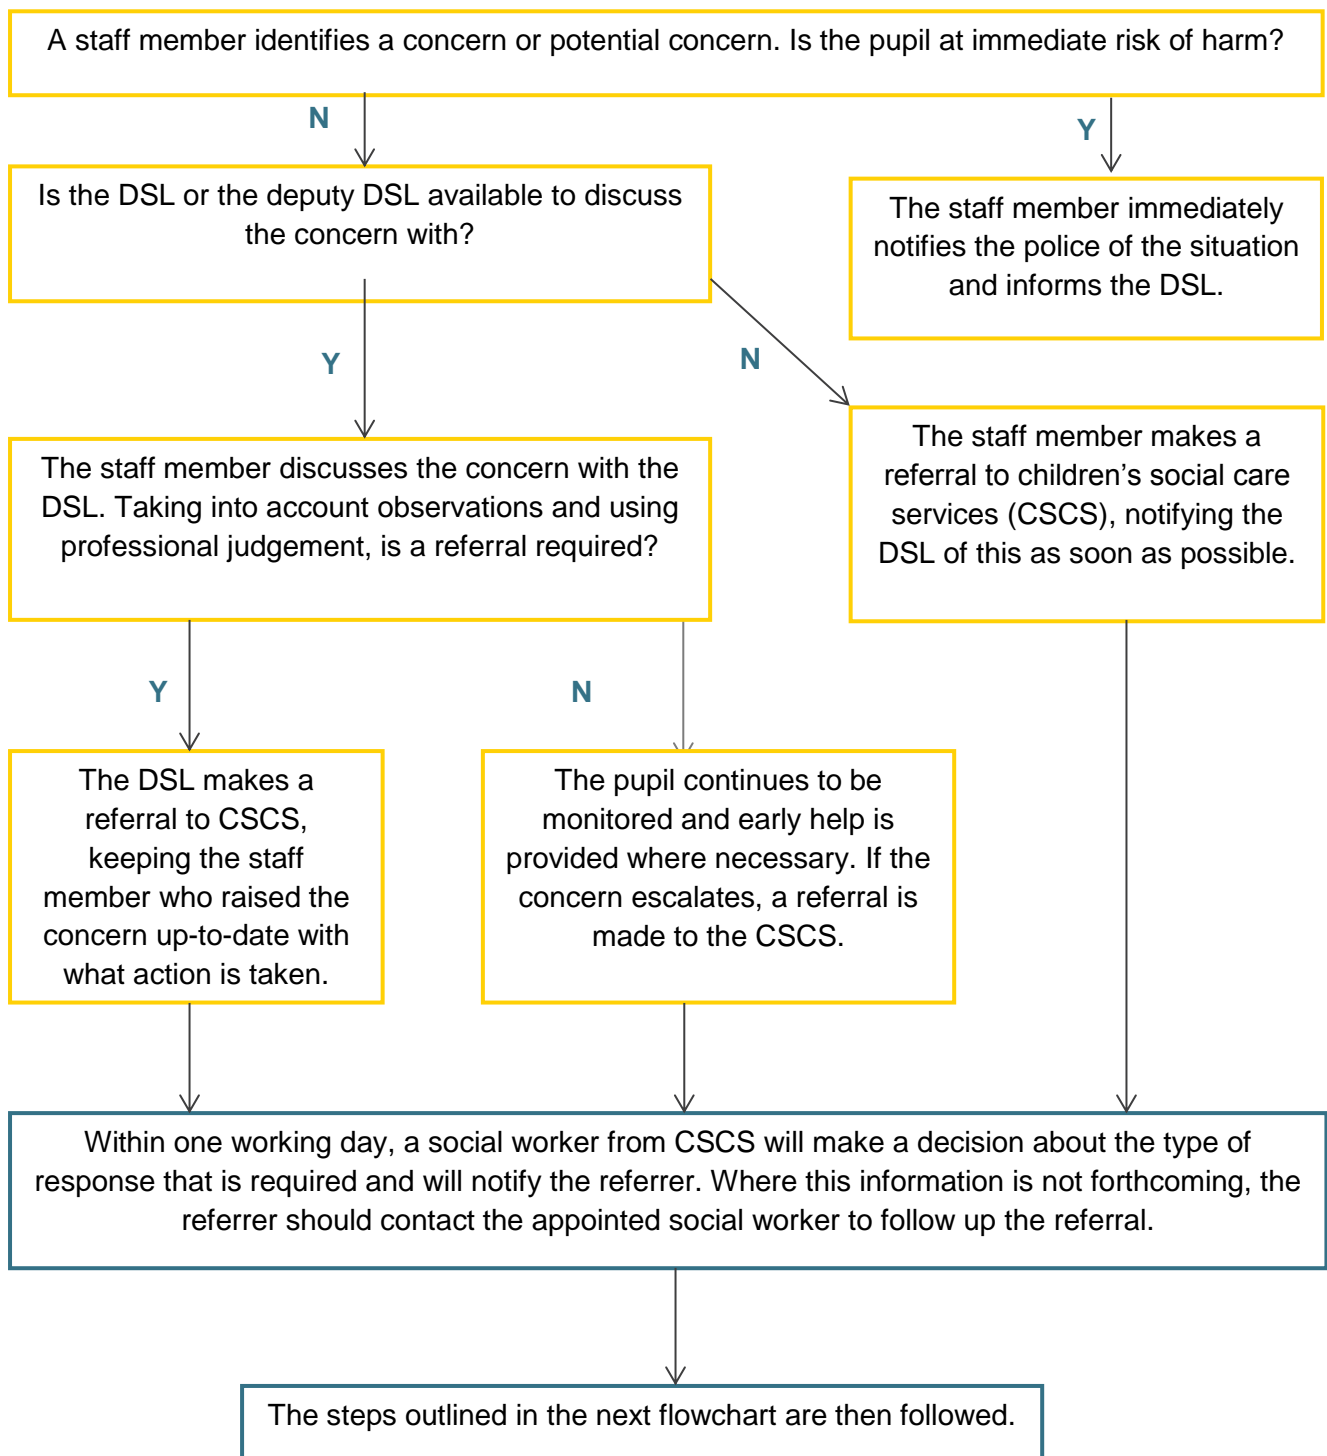 A staff member identifies a concern or potential concern. Is the pupil at immediate risk of harm?
N
Y
Is the DSL or the deputy DSL available to discuss
the concern with?
The staff member immediately
notifies the police of the situation
and informs the DSL.
Y
N
The staff member discusses the concern with the
DSL. Taking into account observations and using
professional judgement, is a referral required?
The staff member makes a
referral to children’s social care
services (CSCS), notifying the
DSL of this as soon as possible.
Y
N
The DSL makes a
referral to CSCS,
keeping the staff
member who raised the
concern up-to-date with
what action is taken.
The pupil continues to be
monitored and early help is
provided where necessary. If the
concern escalates, a referral is
made to the CSCS.
Within one working day, a social worker from CSCS will make a decision about the type of
response that is required and will notify the referrer. Where this information is not forthcoming, the
referrer should contact the appointed social worker to follow up the referral.
The steps outlined in the next flowchart are then followed.